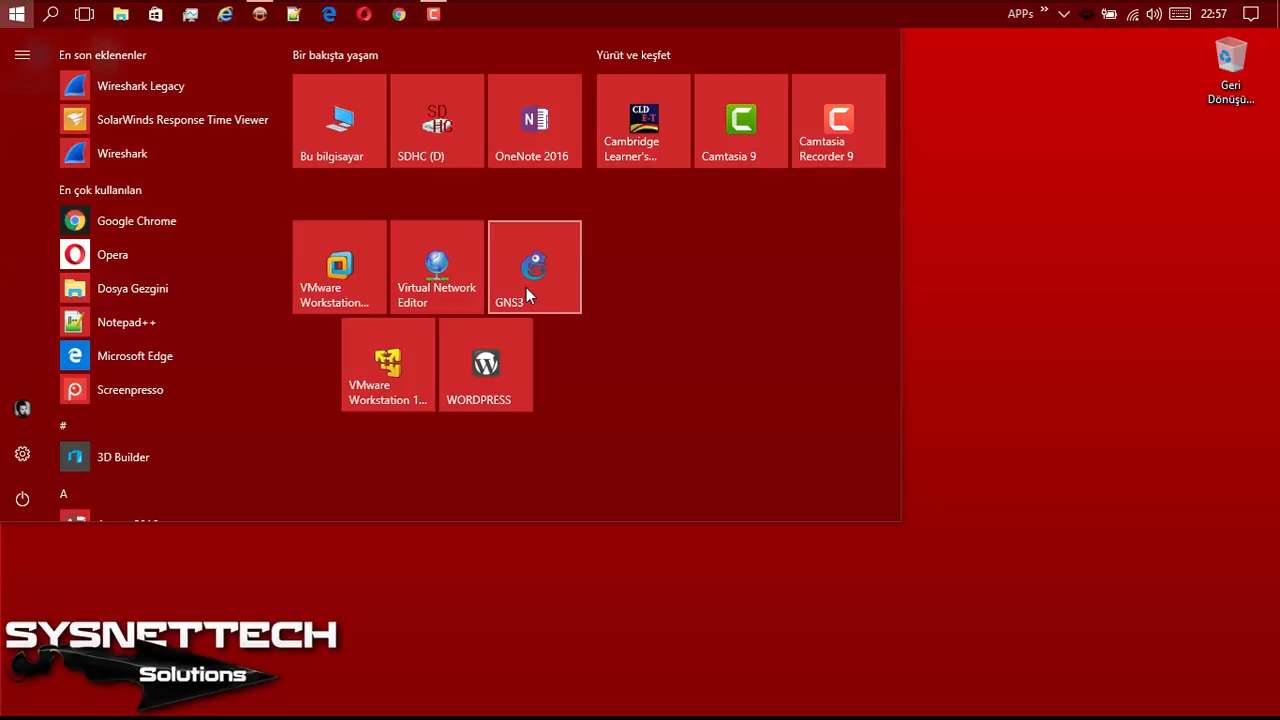 APPs
22:57
En son eklenenler
Wireshark Legacy
SolarWinds Response Time Viewer
Wireshark
En çok kullanılan
Google Chrome
Opera
Dosya Gezgini
Notepad++
Microsoft Edge
Screenpresso
#
3D Builder
A
Bir bakışta yaşam
Bu bilgisayar
SDHC (D)
OneNote 2016
VMware
Workstation...
Virtual Network
Editor
GNS3
VMware
Workstation 1...
WORDPRESS
Yürüt ve keşfet
CLD
E-T
Cambridge
Learner's...
Camtasia 9
Camtasia
Recorder 9
Geri
Dönüşü...
SYSNETTECH
Solutions